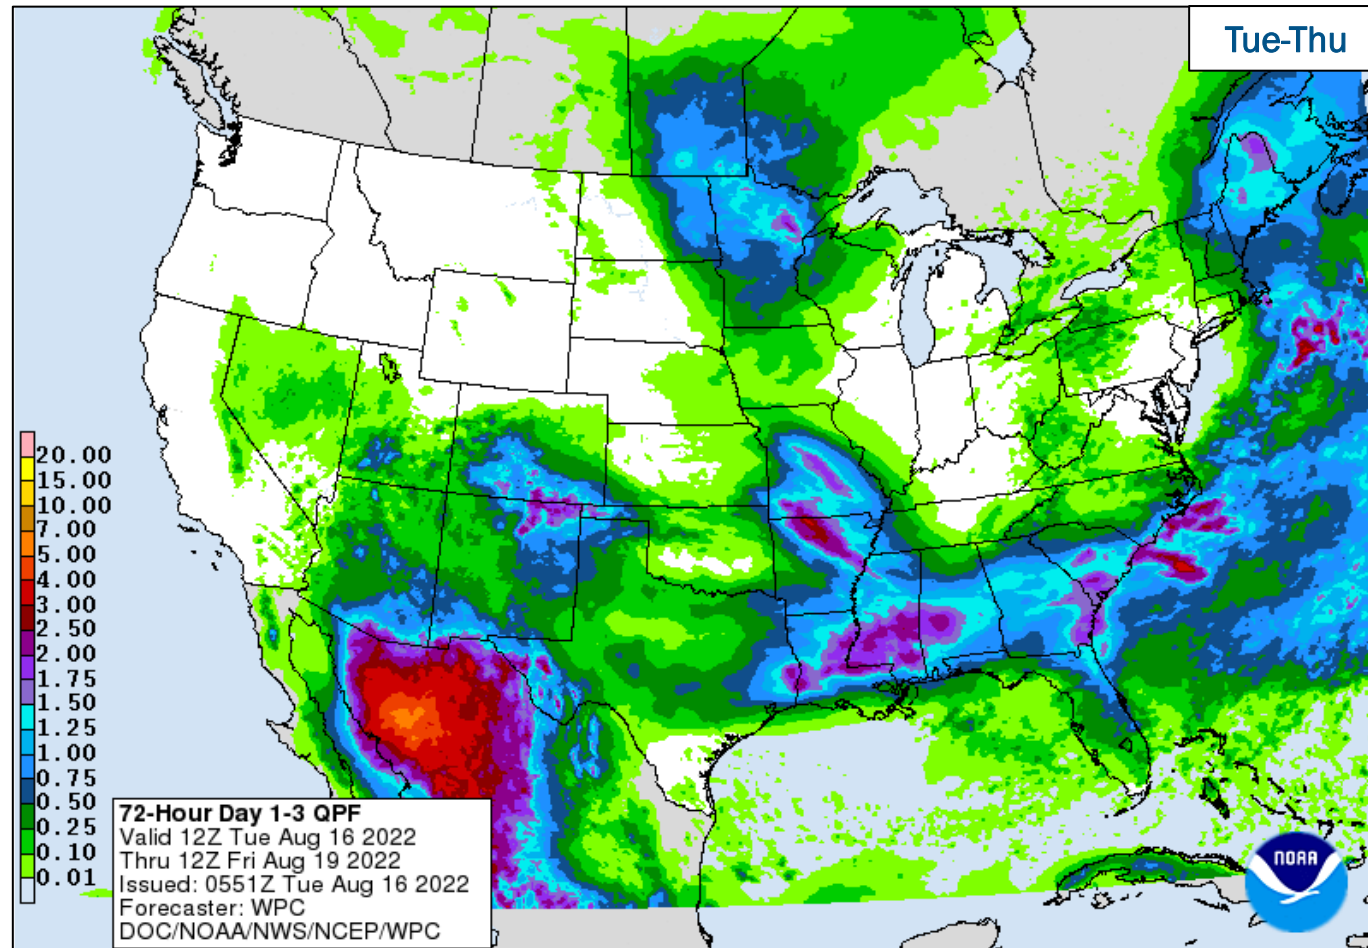 Tue-Thu
20.00
15.00
10.00
7.00
5.00
4.00
3.00
2.50
2.00
1.75
1.50
1.25
1.00
0.75
0.50
0.25
0.10
0.01
72-Hour Day 1-3 QPF
Valid 12Z Tue Aug 16 2022
Thru 12Z Fri Aug 19 2022
Issued: 0551Z Tue Aug 16 2022
Forecaster: WPC
DOC/NOAA/NWS/NCEP/WPC
NOAA